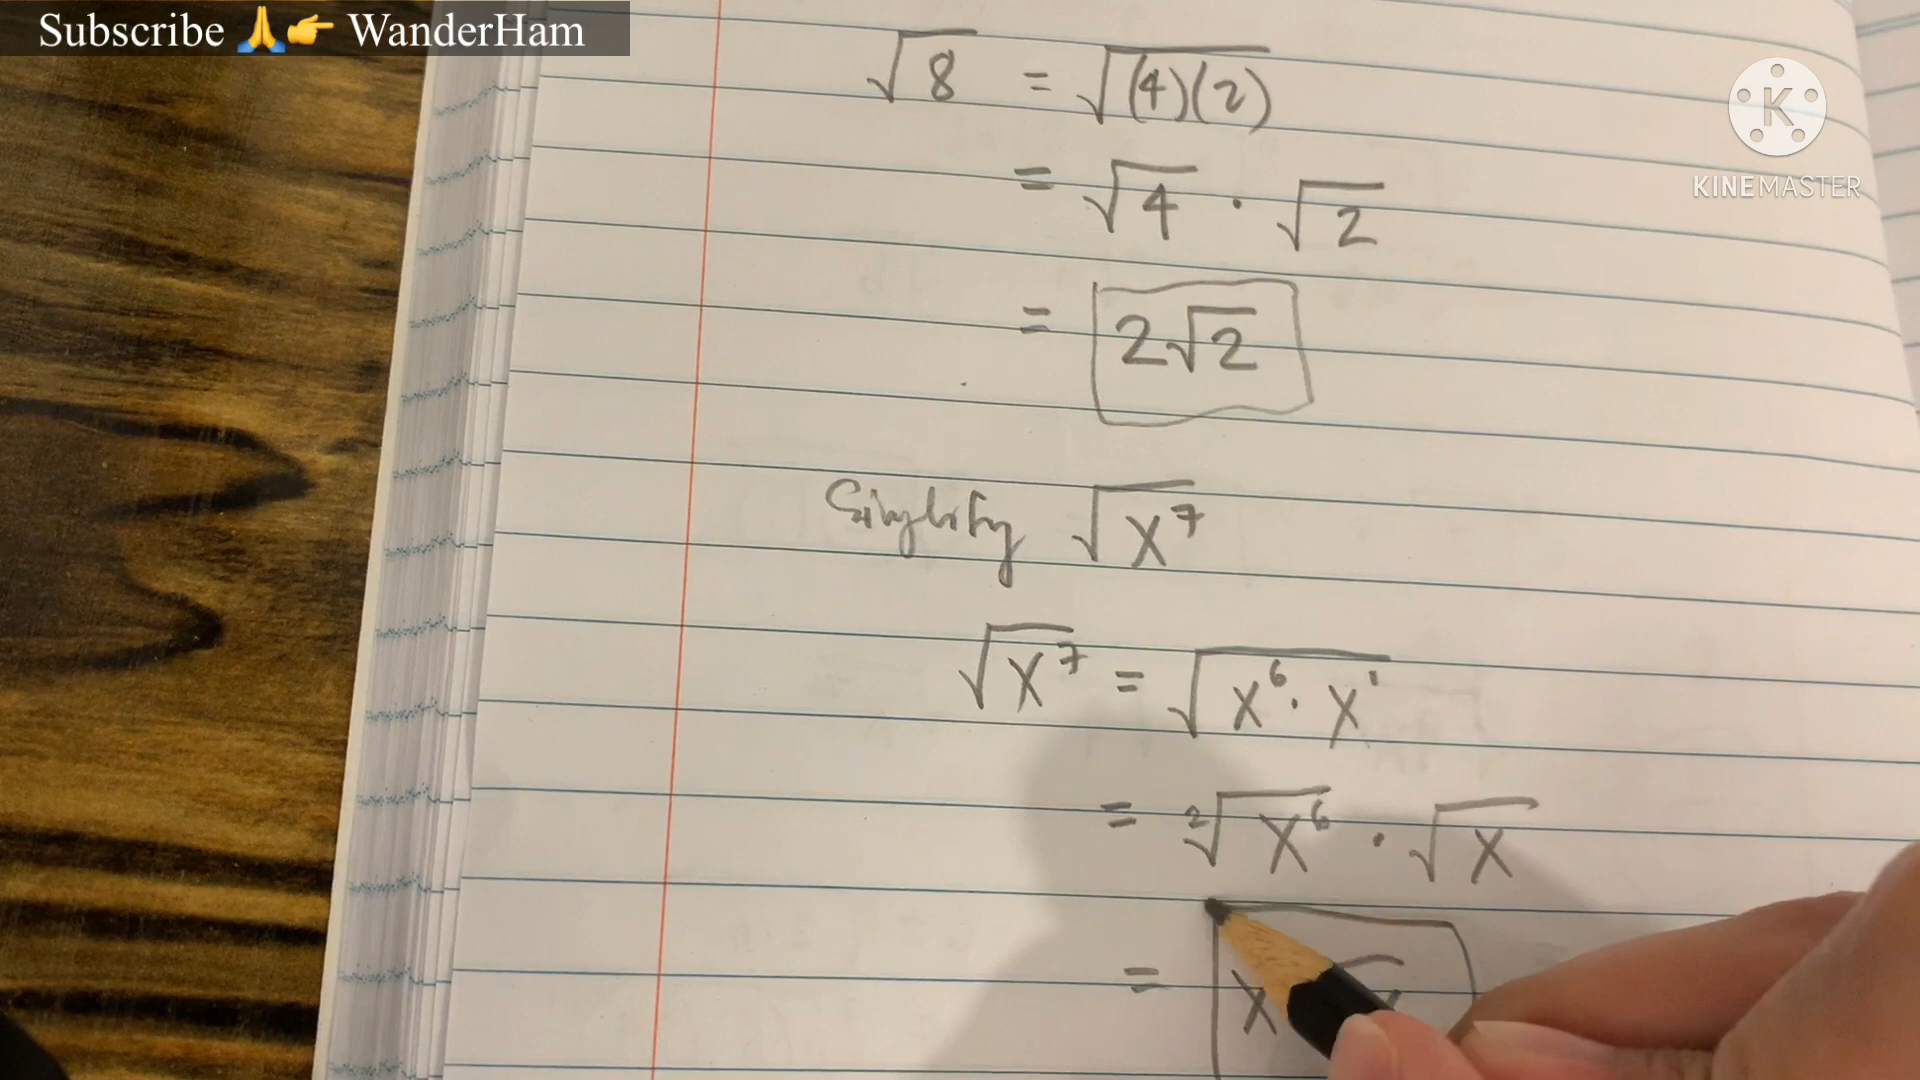 Subscribe 🙏👉 WanderHam
KINEMASTER
√8 = √(4)(2)
= √4 · √2
= 2√2
Simplify √x⁷
√x⁷ = √x⁶ · x¹
= ²√x⁶ · √x
= x